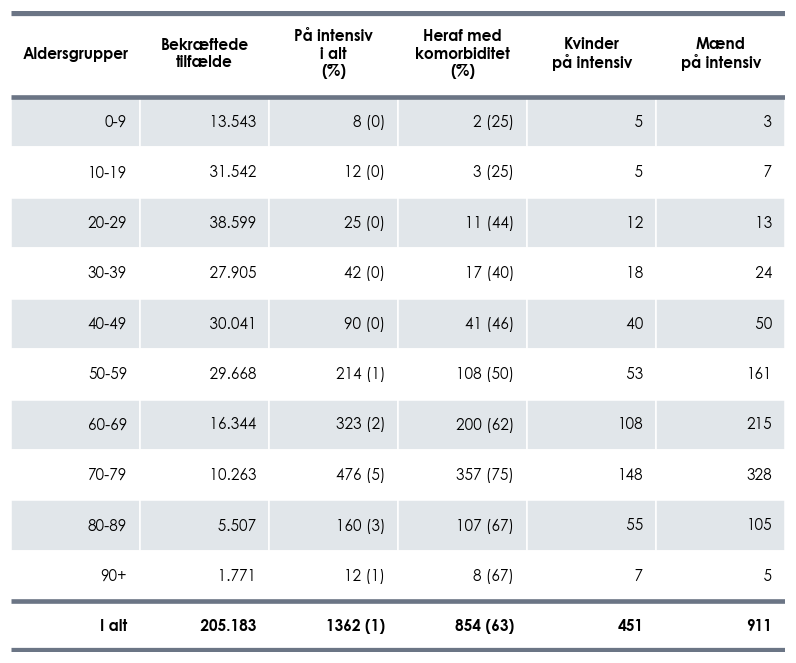 Aldersgrupper Bekræftede tilfælde På intensiv i alt (%) Heraf med komorbiditet (%) Kvinder på intensiv Mænd på intensiv
0-9 13.543 8 (0) 2 (25) 5 3
10-19 31.542 12 (0) 3 (25) 5 7
20-29 38.599 25 (0) 11 (44) 12 13
30-39 27.905 42 (0) 17 (40) 18 24
40-49 30.041 90 (0) 41 (46) 40 50
50-59 29.668 214 (1) 108 (50) 53 161
60-69 16.344 323 (2) 200 (62) 108 215
70-79 10.263 476 (5) 357 (75) 148 328
80-89 5.507 160 (3) 107 (67) 55 105
90+ 1.771 12 (1) 8 (67) 7 5
I alt 205.183 1362 (1) 854 (63) 451 911